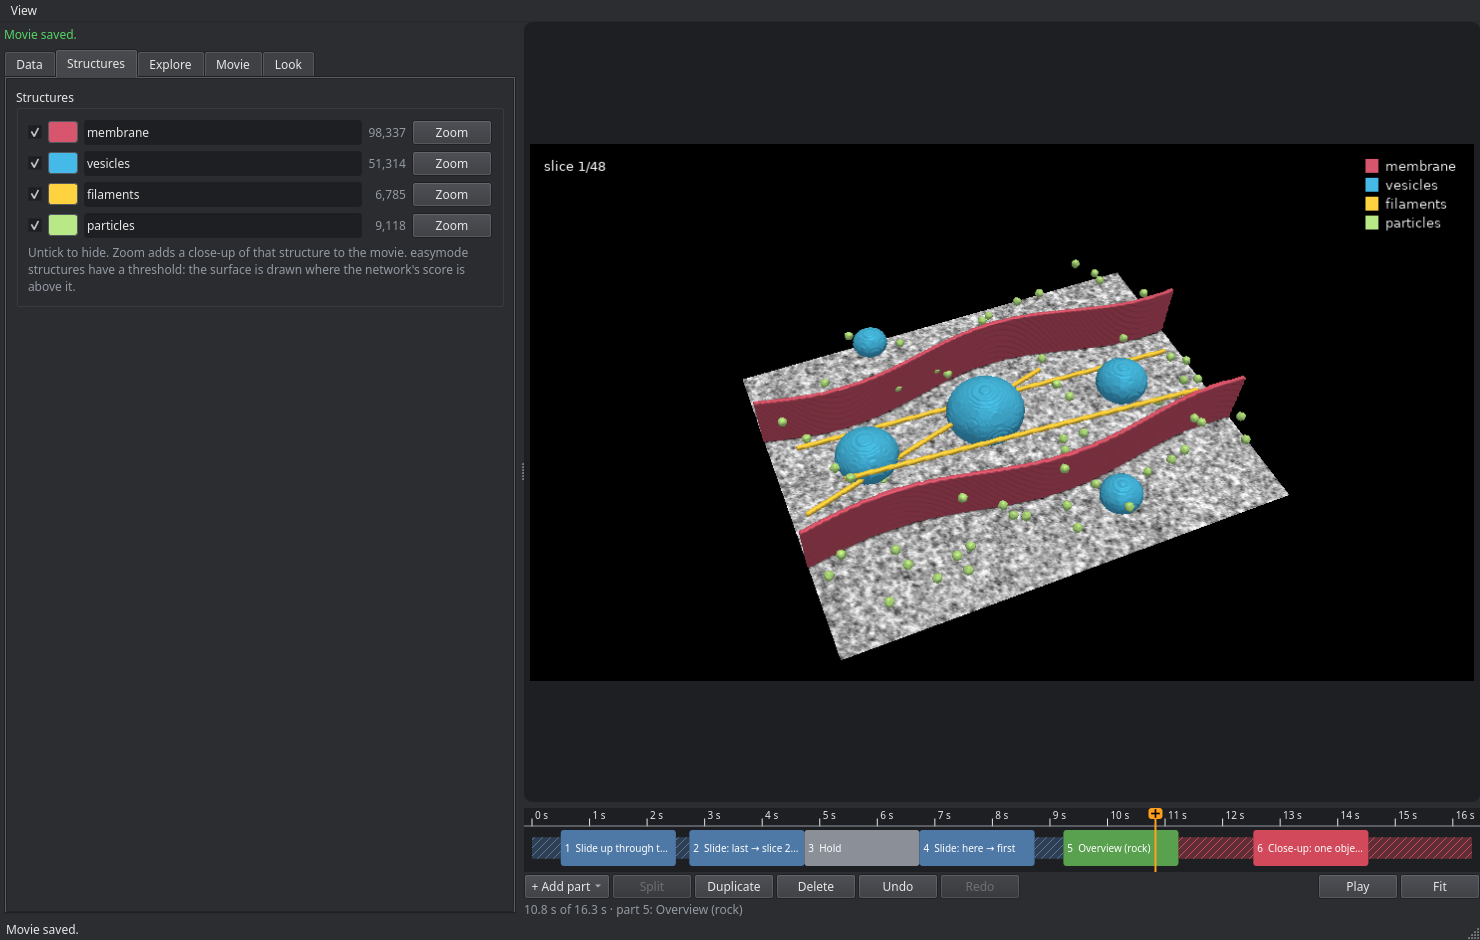 View
Movie saved.
Data
Structures
Explore
Movie
Look
Structures
membrane 98,337 Zoom
vesicles 51,314 Zoom
filaments 6,785 Zoom
particles 9,118 Zoom
Untick to hide. Zoom adds a close-up of that structure to the movie. easymode
structures have a threshold: the surface is drawn where the network's score is
above it.
slice 1/48
membrane
vesicles
filaments
particles
0 s 1 s 2 s 3 s 4 s 5 s 6 s 7 s 8 s 9 s 10 s 11 s 12 s 13 s 14 s 15 s 16 s
1 Slide up through t...
2 Slide: last → slice 2...
3 Hold
4 Slide: here → first
5 Overview (rock)
6 Close-up: one obje...
+ Add part
Split
Duplicate
Delete
Undo
Redo
Play
Fit
10.8 s of 16.3 s · part 5: Overview (rock)
Movie saved.